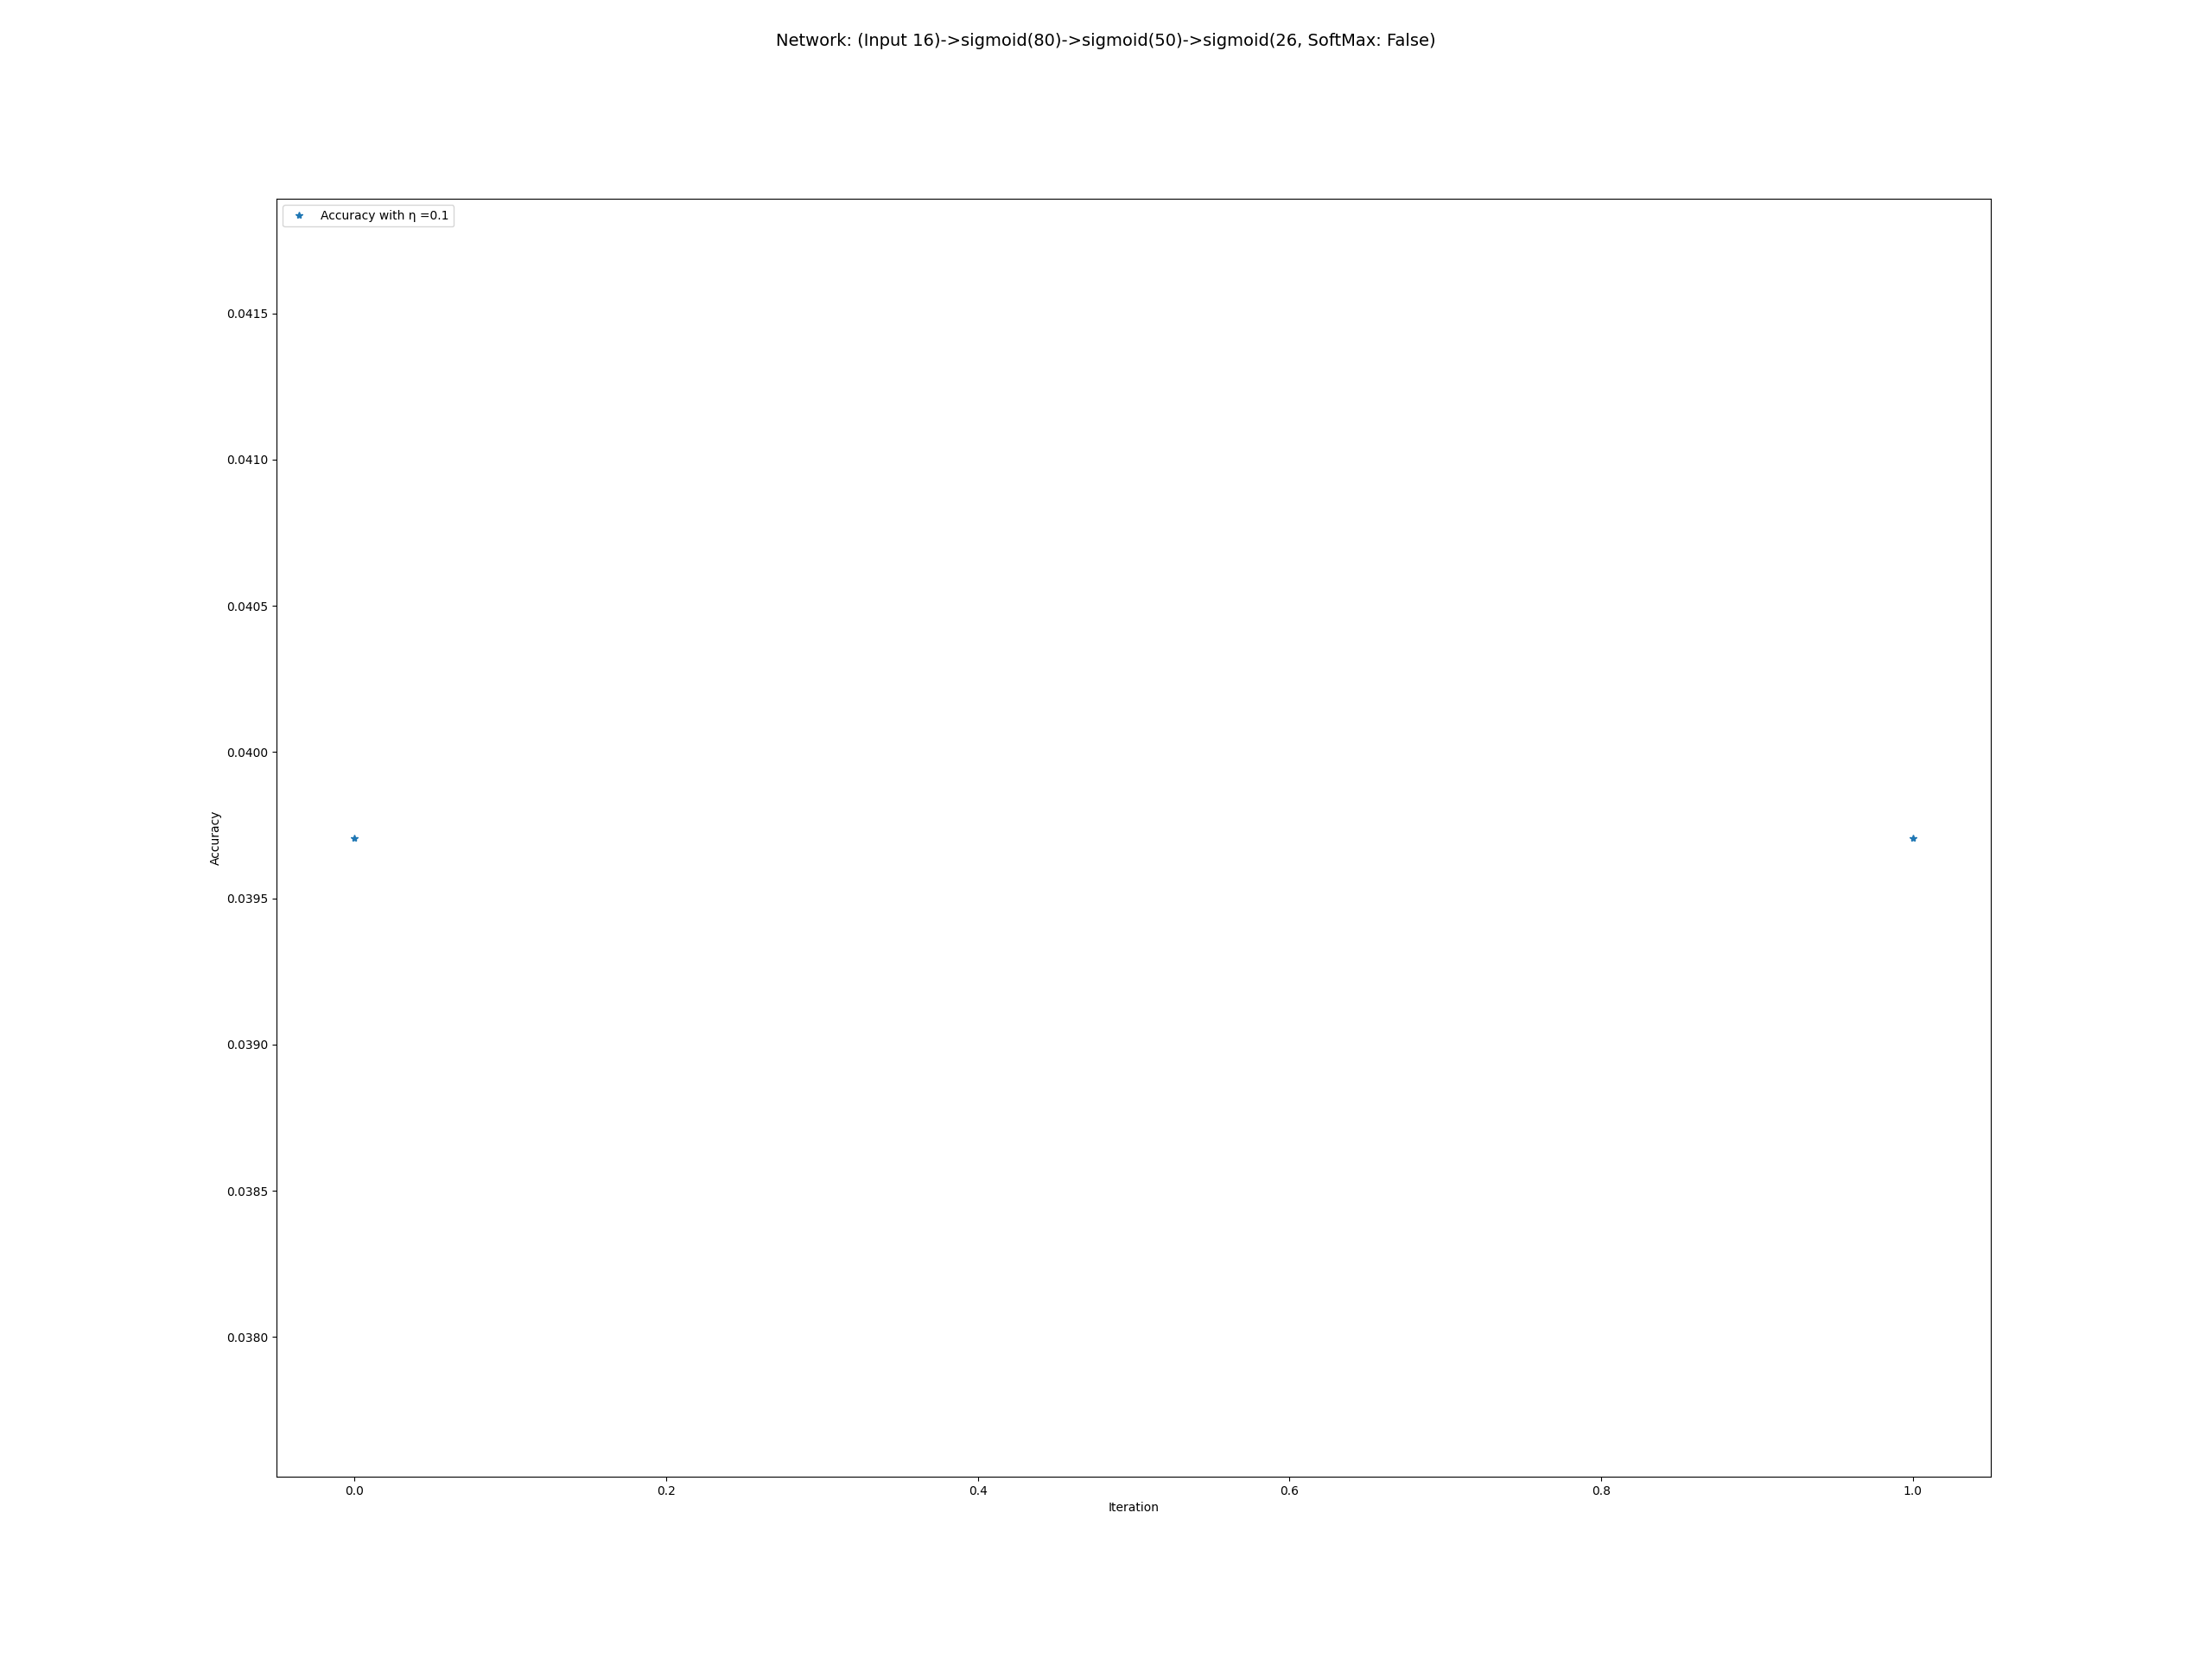 Network: (Input 16)->sigmoid(80)->sigmoid(50)->sigmoid(26, SoftMax: False)
Accuracy with η =0.1
0.0415
0.0410
0.0405
0.0400
0.0395
0.0390
0.0385
0.0380
Accuracy
0.0 0.2 0.4 0.6 0.8 1.0
Iteration